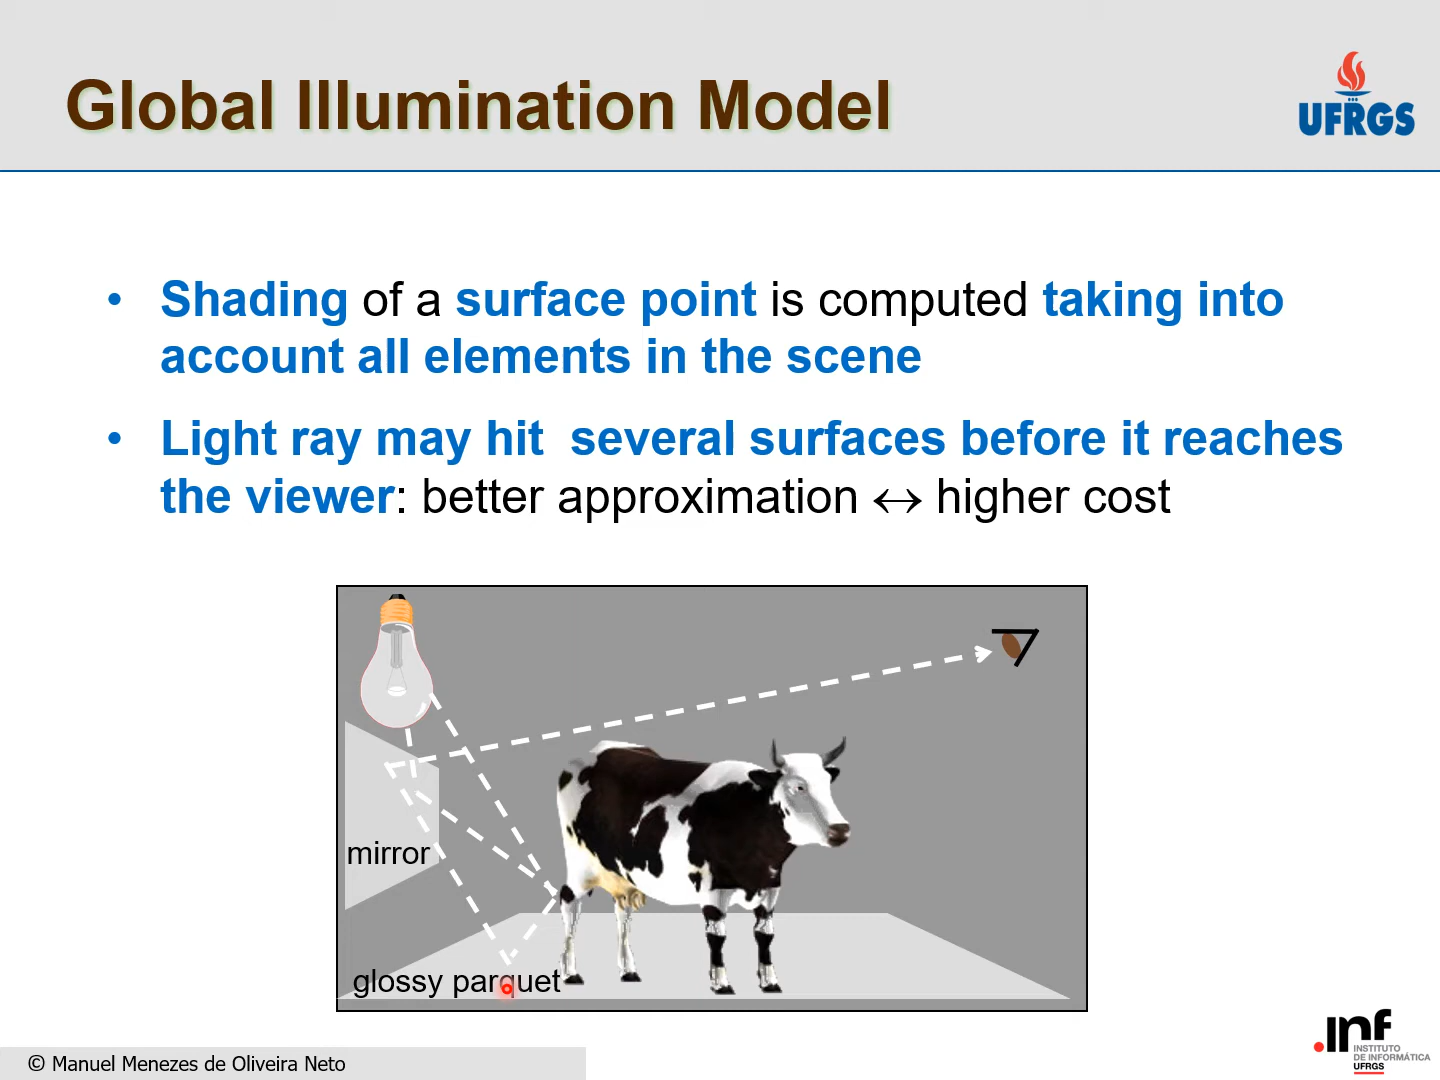 Global Illumination Model
UFRGS
• Shading of a surface point is computed taking into
account all elements in the scene
• Light ray may hit  several surfaces before it reaches
the viewer: better approximation ↔ higher cost
mirror
glossy parquet
.inf
INSTITUTO
DE INFORMÁTICA
UFRGS
© Manuel Menezes de Oliveira Neto